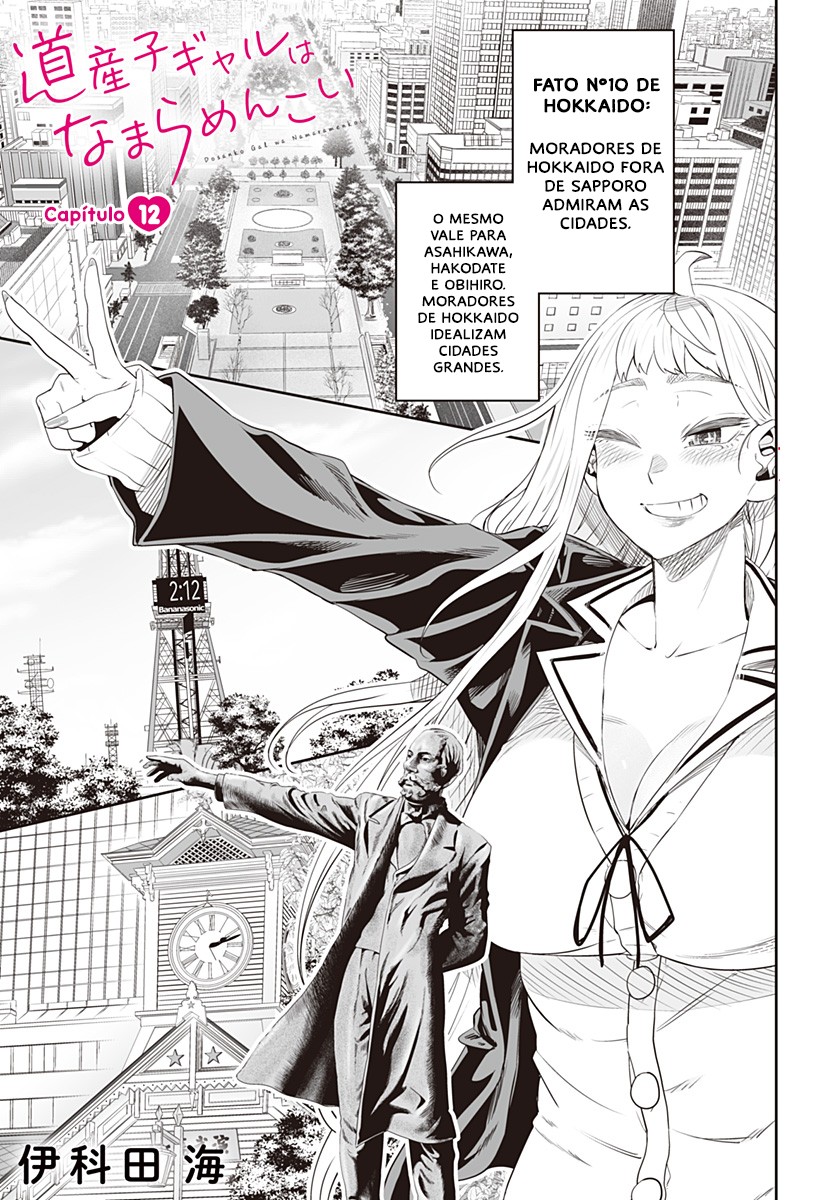 道産子ギャルは
なまらめんこい
Dosanko Gal wa Namaramenkoi
Capítulo 12
FATO Nº10 DE
HOKKAIDO:
MORADORES DE
HOKKAIDO FORA
DE SAPPORO
ADMIRAM AS
CIDADES.
O MESMO
VALE PARA
ASAHIKAWA,
HAKODATE
E OBIHIRO.
MORADORES
DE HOKKAIDO
IDEALIZAM
CIDADES
GRANDES.
2:12
Bananasonic
伊科田 海